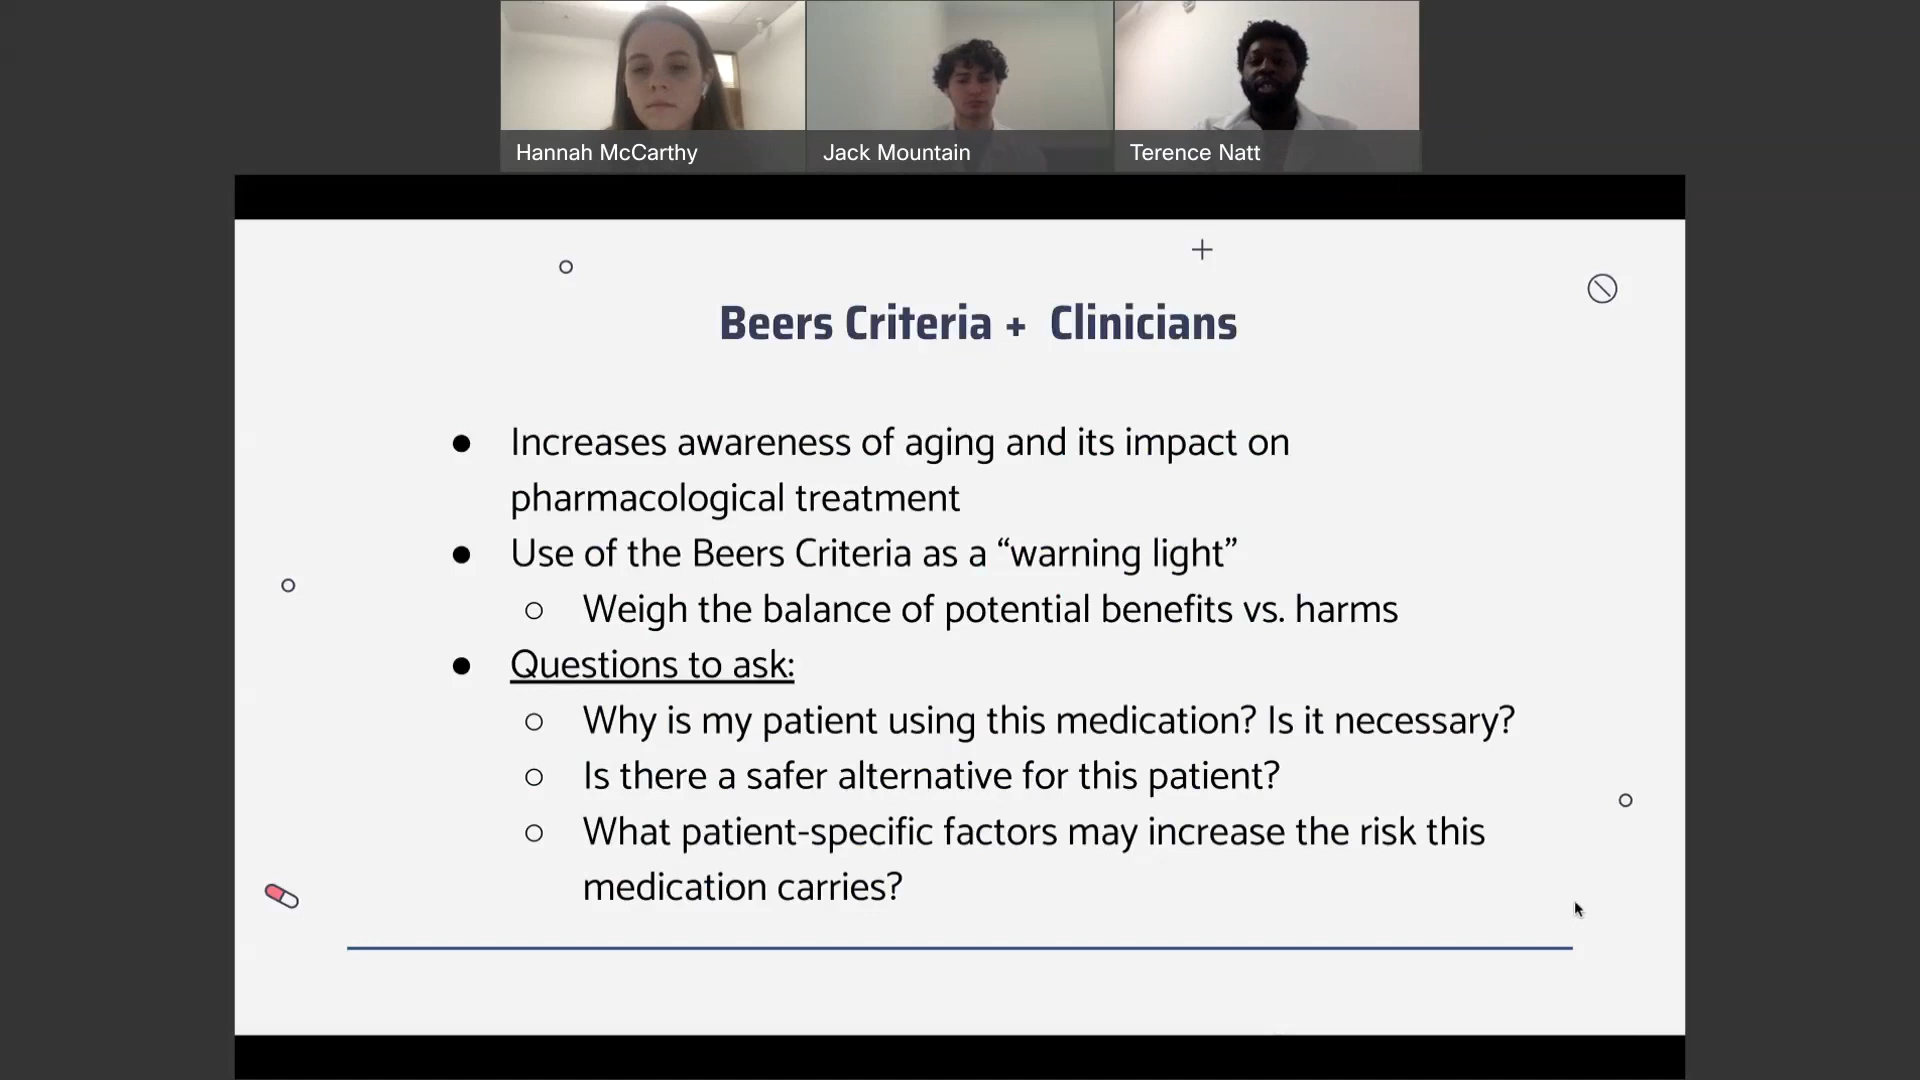 Hannah McCarthy
Jack Mountain
Terence Natt
Beers Criteria + Clinicians
● Increases awareness of aging and its impact on
pharmacological treatment
● Use of the Beers Criteria as a “warning light”
○ Weigh the balance of potential benefits vs. harms
● Questions to ask:
○ Why is my patient using this medication? Is it necessary?
○ Is there a safer alternative for this patient?
○ What patient-specific factors may increase the risk this
medication carries?